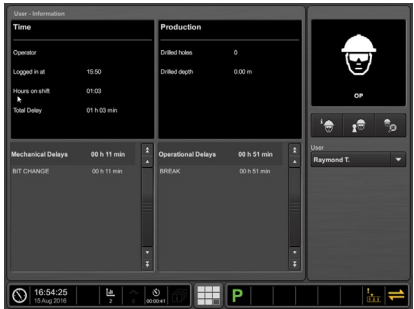 User - Information
Time
Production
Operator
Drilled holes 0
Logged in at 15:50
Drilled depth 0.00 m
Hours on shift 01:03
Total Deley 01 h 03 min
OP
User
Raymond T.
Mechanical Delays 00 h 11 min
Operational Delays 00 h 51 min
BIT CHANGE 00 h 11 min
BREAK 00 h 51 min
16:54:25
15 Aug 2016
2
0
00:00:41
P